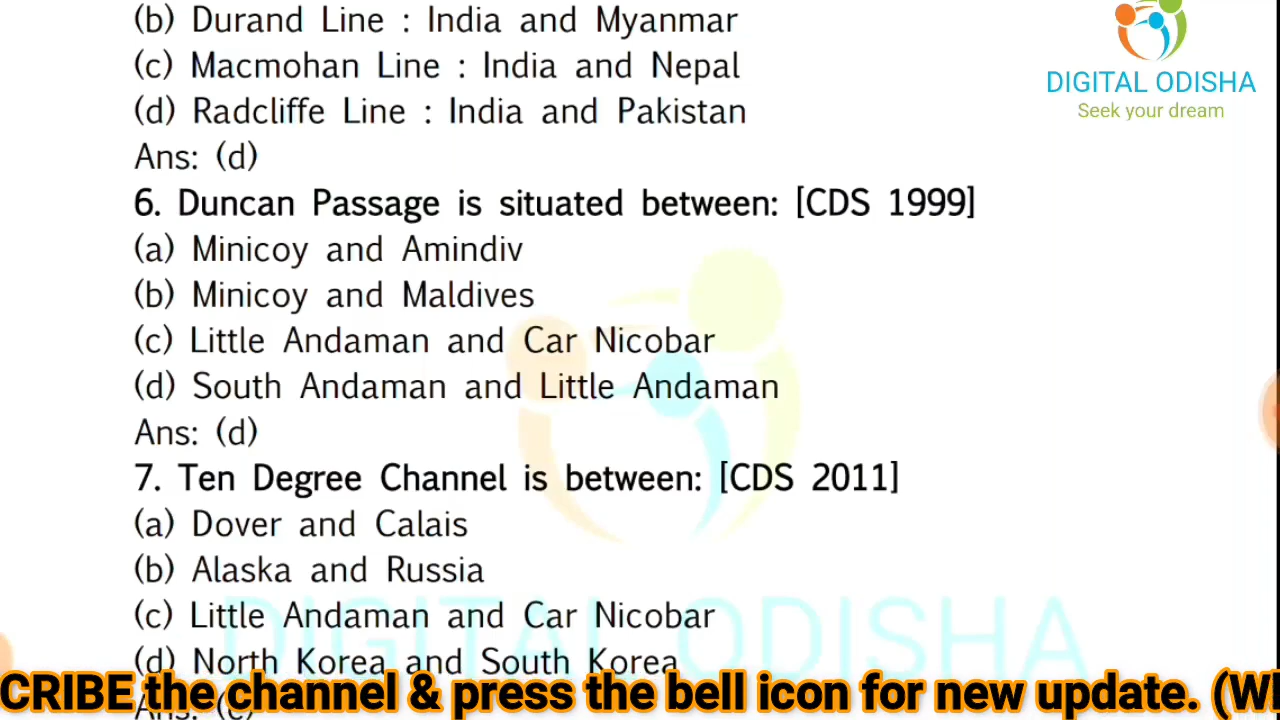 (b) Durand Line : India and Myanmar
(c) Macmohan Line : India and Nepal
(d) Radcliffe Line : India and Pakistan
Ans: (d)
6. Duncan Passage is situated between: [CDS 1999]
(a) Minicoy and Amindiv
(b) Minicoy and Maldives
(c) Little Andaman and Car Nicobar
(d) South Andaman and Little Andaman
Ans: (d)
7. Ten Degree Channel is between: [CDS 2011]
(a) Dover and Calais
(b) Alaska and Russia
(c) Little Andaman and Car Nicobar
(d) North Korea and South Korea
Ans:
DIGITAL ODISHA
Seek your dream
DIGITAL ODISHA
CRIBE the channel & press the bell icon for new update. (W